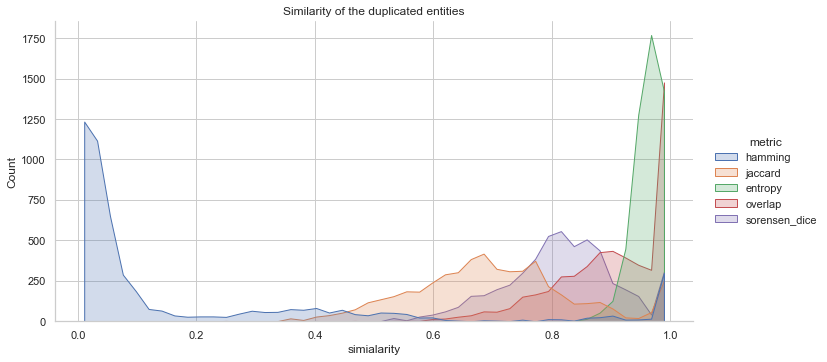 Similarity of the duplicated entities
Count
1750
1500
1250
1000
750
500
250
0
0.0 0.2 0.4 0.6 0.8 1.0
simialarity
metric
hamming
jaccard
entropy
overlap
sorensen_dice